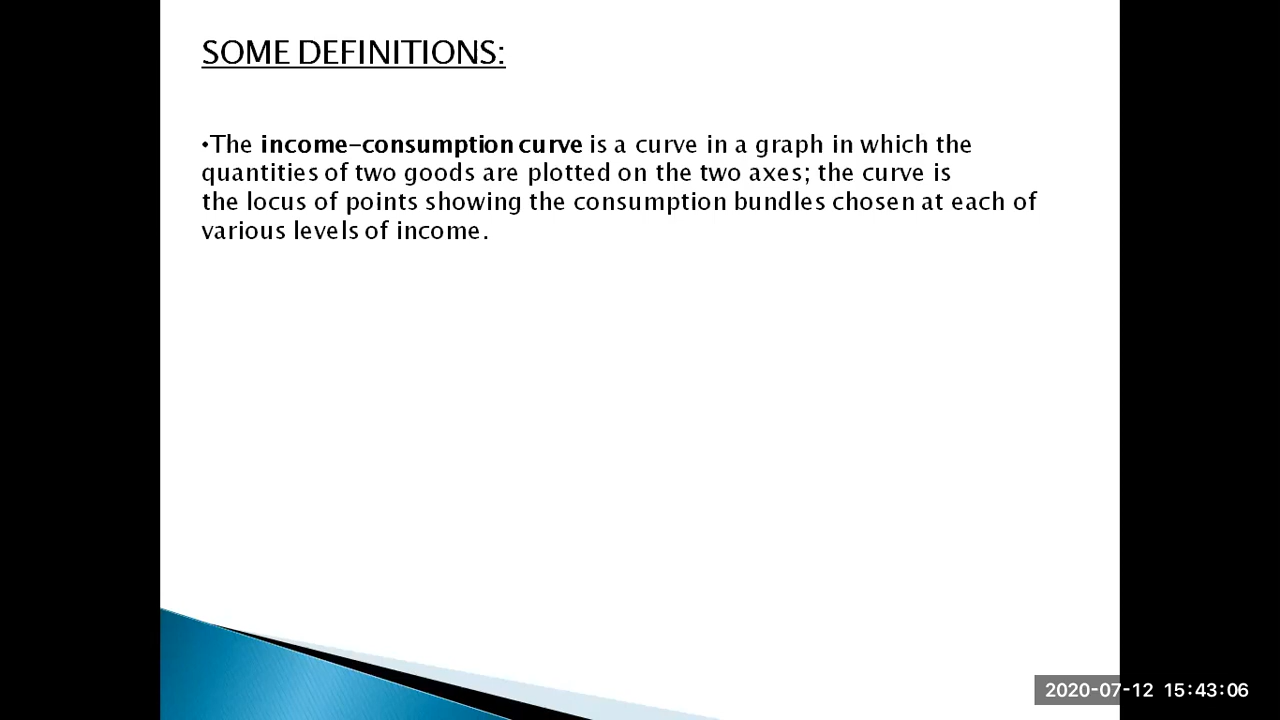 SOME DEFINITIONS:
•The income-consumption curve is a curve in a graph in which the
quantities of two goods are plotted on the two axes; the curve is
the locus of points showing the consumption bundles chosen at each of
various levels of income.
2020-07-12 15:43:06